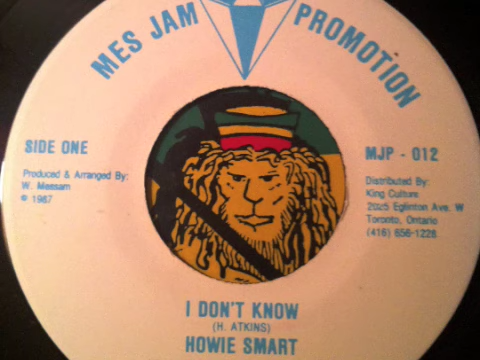 MES JAM PROMOTION
SIDE ONE
Produced & Arranged By:
W. Messam
℗ 1987
MJP - 012
Distributed By:
King Culture
2025 Eglinton Ave. W
Toronto, Ontario
(416) 656-1228
I DON'T KNOW
(H. ATKINS)
HOWIE SMART